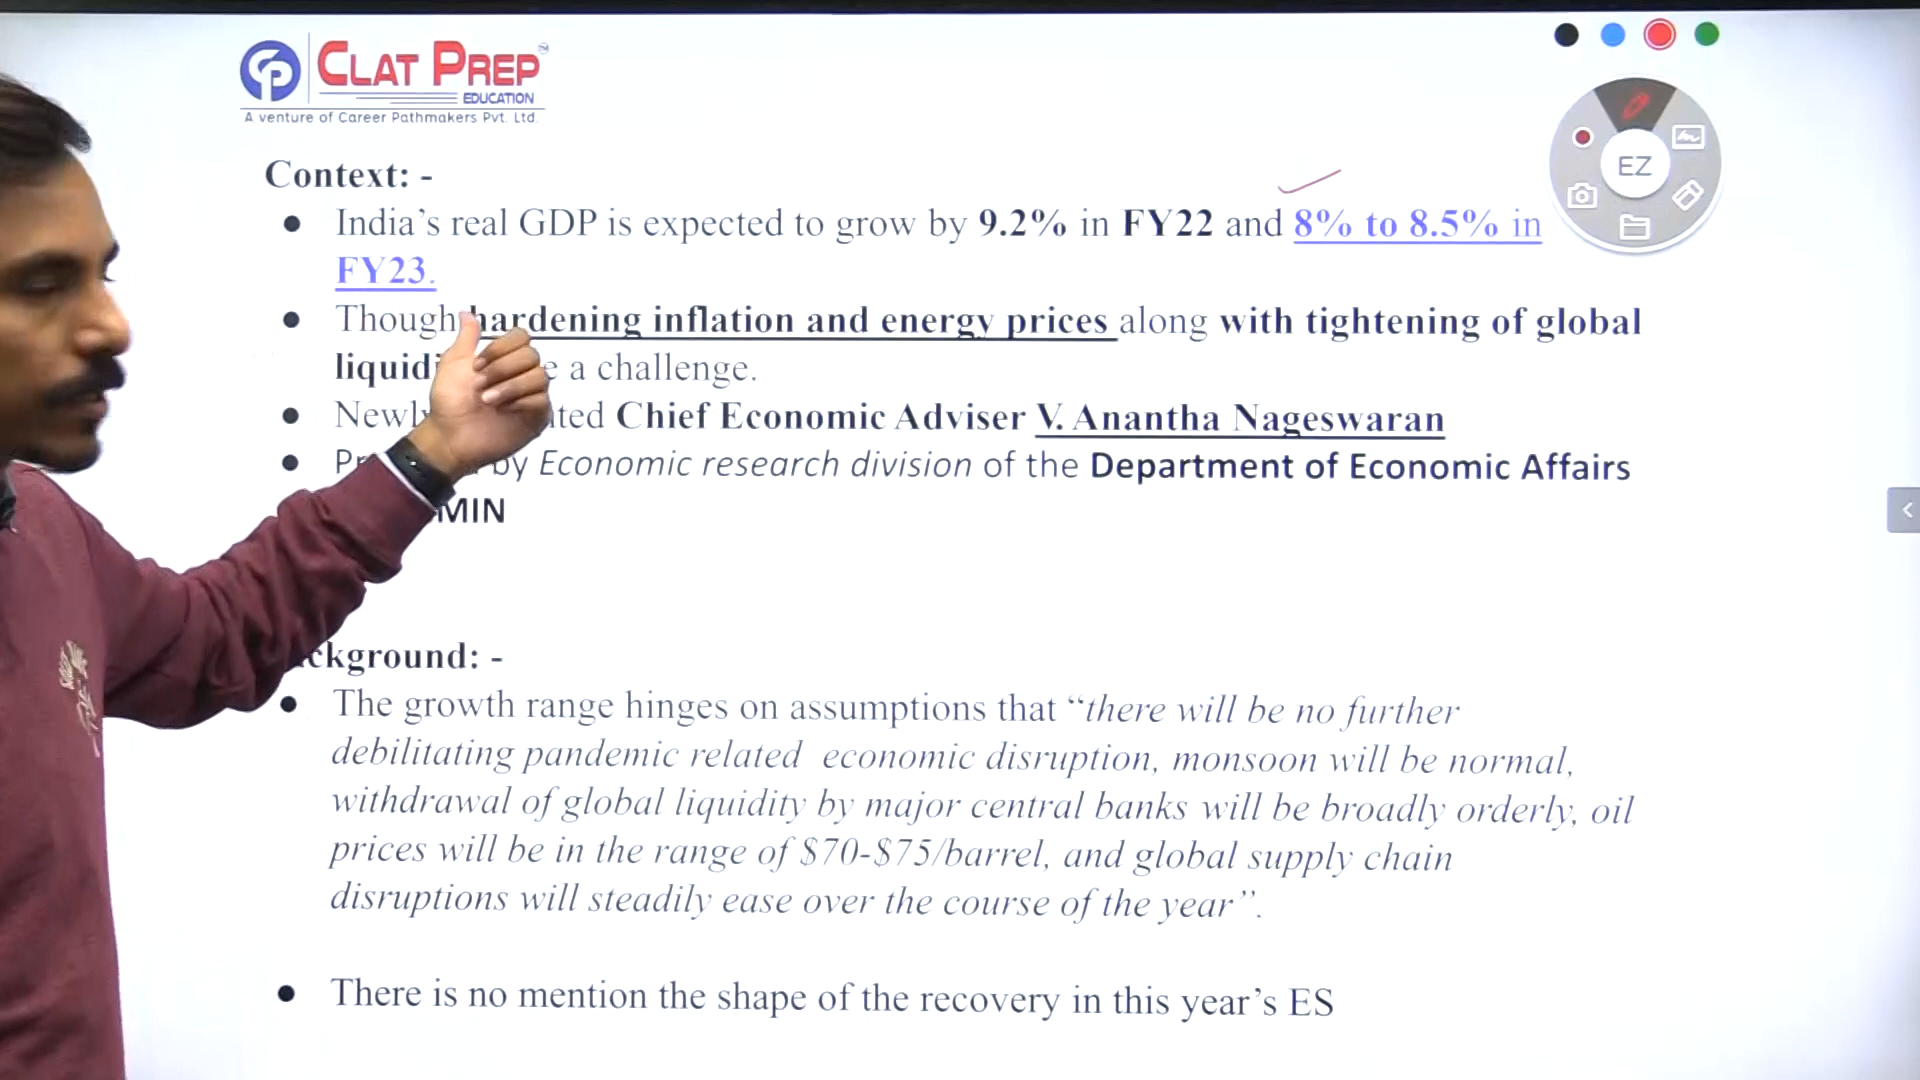 CLAT PREP™
EDUCATION
A venture of Career Pathmakers Pvt. Ltd.
EZ
Context: -
● India's real GDP is expected to grow by 9.2% in FY22 and 8% to 8.5% in
FY23.
● Though hardening inflation and energy prices along with tightening of global
a challenge.
● Chief Economic Adviser V. Anantha Nageswaran
● by Economic research division of the Department of Economic Affairs
MIN
● The growth range hinges on assumptions that “there will be no further
debilitating pandemic related economic disruption, monsoon will be normal,
withdrawal of global liquidity by major central banks will be broadly orderly, oil
prices will be in the range of $70-$75/barrel, and global supply chain
disruptions will steadily ease over the course of the year”.
● There is no mention the shape of the recovery in this year's ES